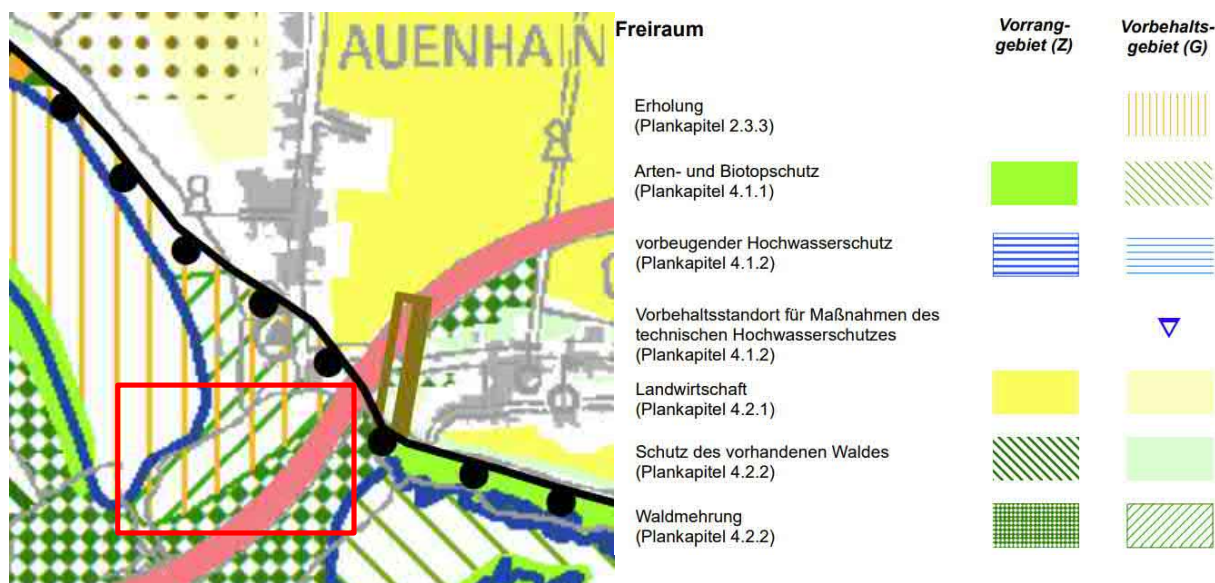 AUENHAIN
Freiraum
Vorrang-
gebiet (Z)
Vorbehalts-
gebiet (G)
Erholung
(Plankapitel 2.3.3)
Arten- und Biotopschutz
(Plankapitel 4.1.1)
vorbeugender Hochwasserschutz
(Plankapitel 4.1.2)
Vorbehaltsstandort für Maßnahmen des
technischen Hochwasserschutzes
(Plankapitel 4.1.2)
Landwirtschaft
(Plankapitel 4.2.1)
Schutz des vorhandenen Waldes
(Plankapitel 4.2.2)
Waldmehrung
(Plankapitel 4.2.2)